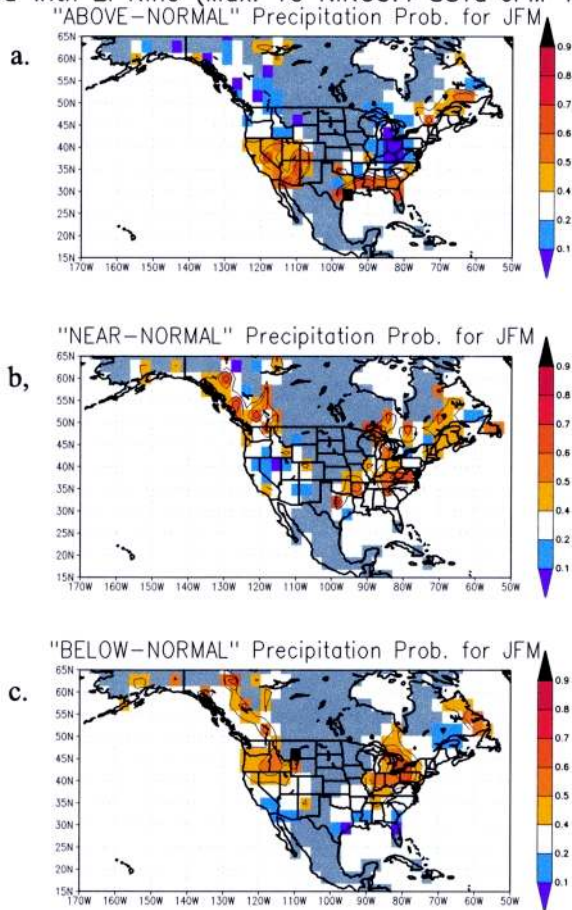 "ABOVE-NORMAL" Precipitation Prob. for JFM
a.
65N
60N
55N
50N
45N
40N
35N
30N
25N
20N
15N
170W 160W 150W 140W 130W 120W 110W 100W 90W 80W 70W 60W 50W
0.9
0.8
0.7
0.6
0.5
0.4
0.2
0.1
"NEAR-NORMAL" Precipitation Prob. for JFM
b,
65N
60N
55N
50N
45N
40N
35N
30N
25N
20N
15N
170W 160W 150W 140W 130W 120W 110W 100W 90W 80W 70W 60W 50W
0.9
0.8
0.7
0.6
0.5
0.4
0.2
0.1
"BELOW-NORMAL" Precipitation Prob. for JFM
c.
65N
60N
55N
50N
45N
40N
35N
30N
25N
20N
15N
170W 160W 150W 140W 130W 120W 110W 100W 90W 80W 70W 60W 50W
0.9
0.8
0.7
0.6
0.5
0.4
0.2
0.1